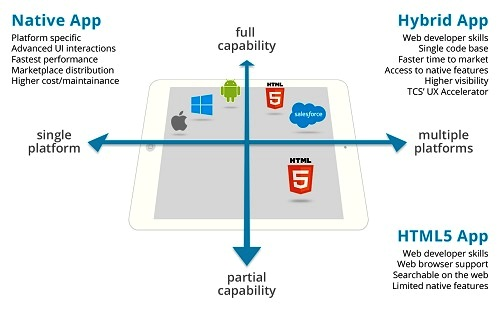 Native App
Platform specific
Advanced UI interactions
Fastest performance
Marketplace distribution
Higher cost/maintainance
full
capability
Hybrid App
Web developer skills
Single code base
Faster time to market
Access to native features
Higher visibility
TCS' UX Accelerator
HTML
5
salesforce
single
platform
multiple
platforms
HTML
5
partial
capability
HTML5 App
Web developer skills
Web browser support
Searchable on the web
Limited native features